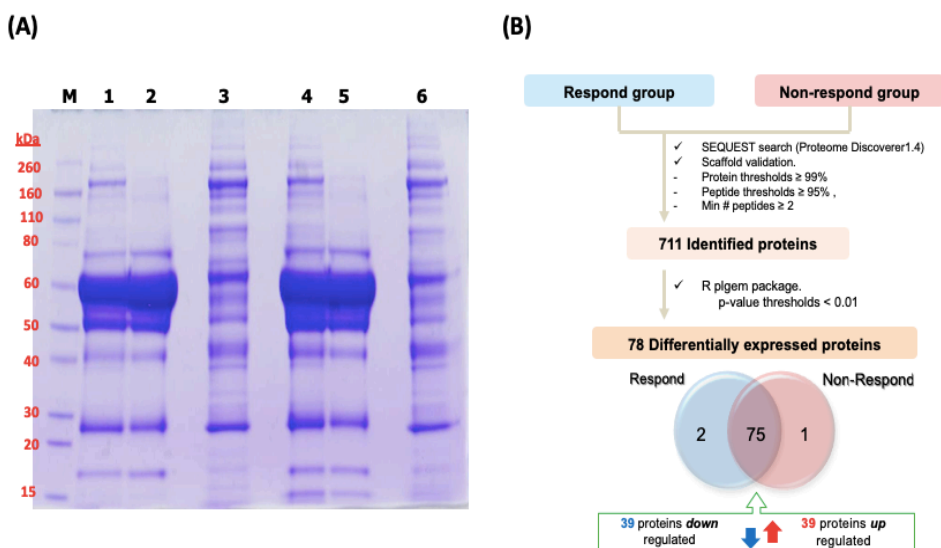 (A)
M 1 2 3 4 5 6
kDa
260
160
110
80
60
50
40
30
20
15
(B)
Respond group
Non-respond group
✓ SEQUEST search (Proteome Discoverer1.4)
✓ Scaffold validation.
- Protein thresholds ≥ 99%
- Peptide thresholds ≥ 95% ,
- Min # peptides ≥ 2
711 Identified proteins
✓ R plgem package.
p-value thresholds < 0.01
78 Differentially expressed proteins
Respond
Non-Respond
2 75 1
39 proteins down
regulated
39 proteins up
regulated